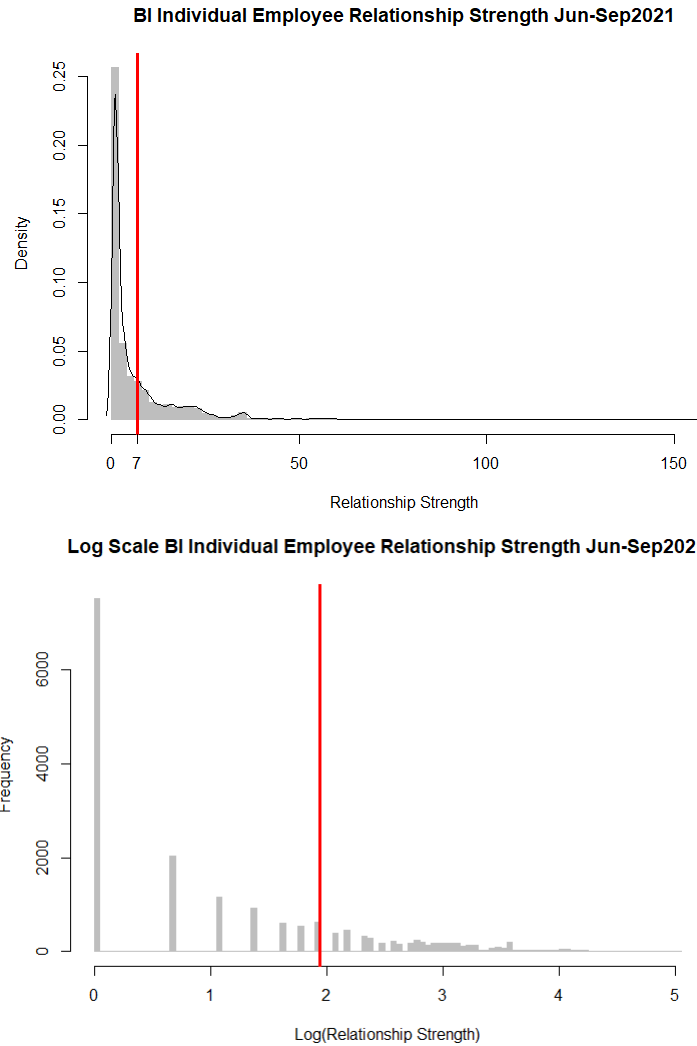 BI Individual Employee Relationship Strength Jun-Sep2021
0.25
0.20
0.15
0.10
0.05
0.00
Density
0 7 50 100 150
Relationship Strength
Log Scale BI Individual Employee Relationship Strength Jun-Sep202
6000
4000
2000
0
Frequency
0 1 2 3 4 5
Log(Relationship Strength)